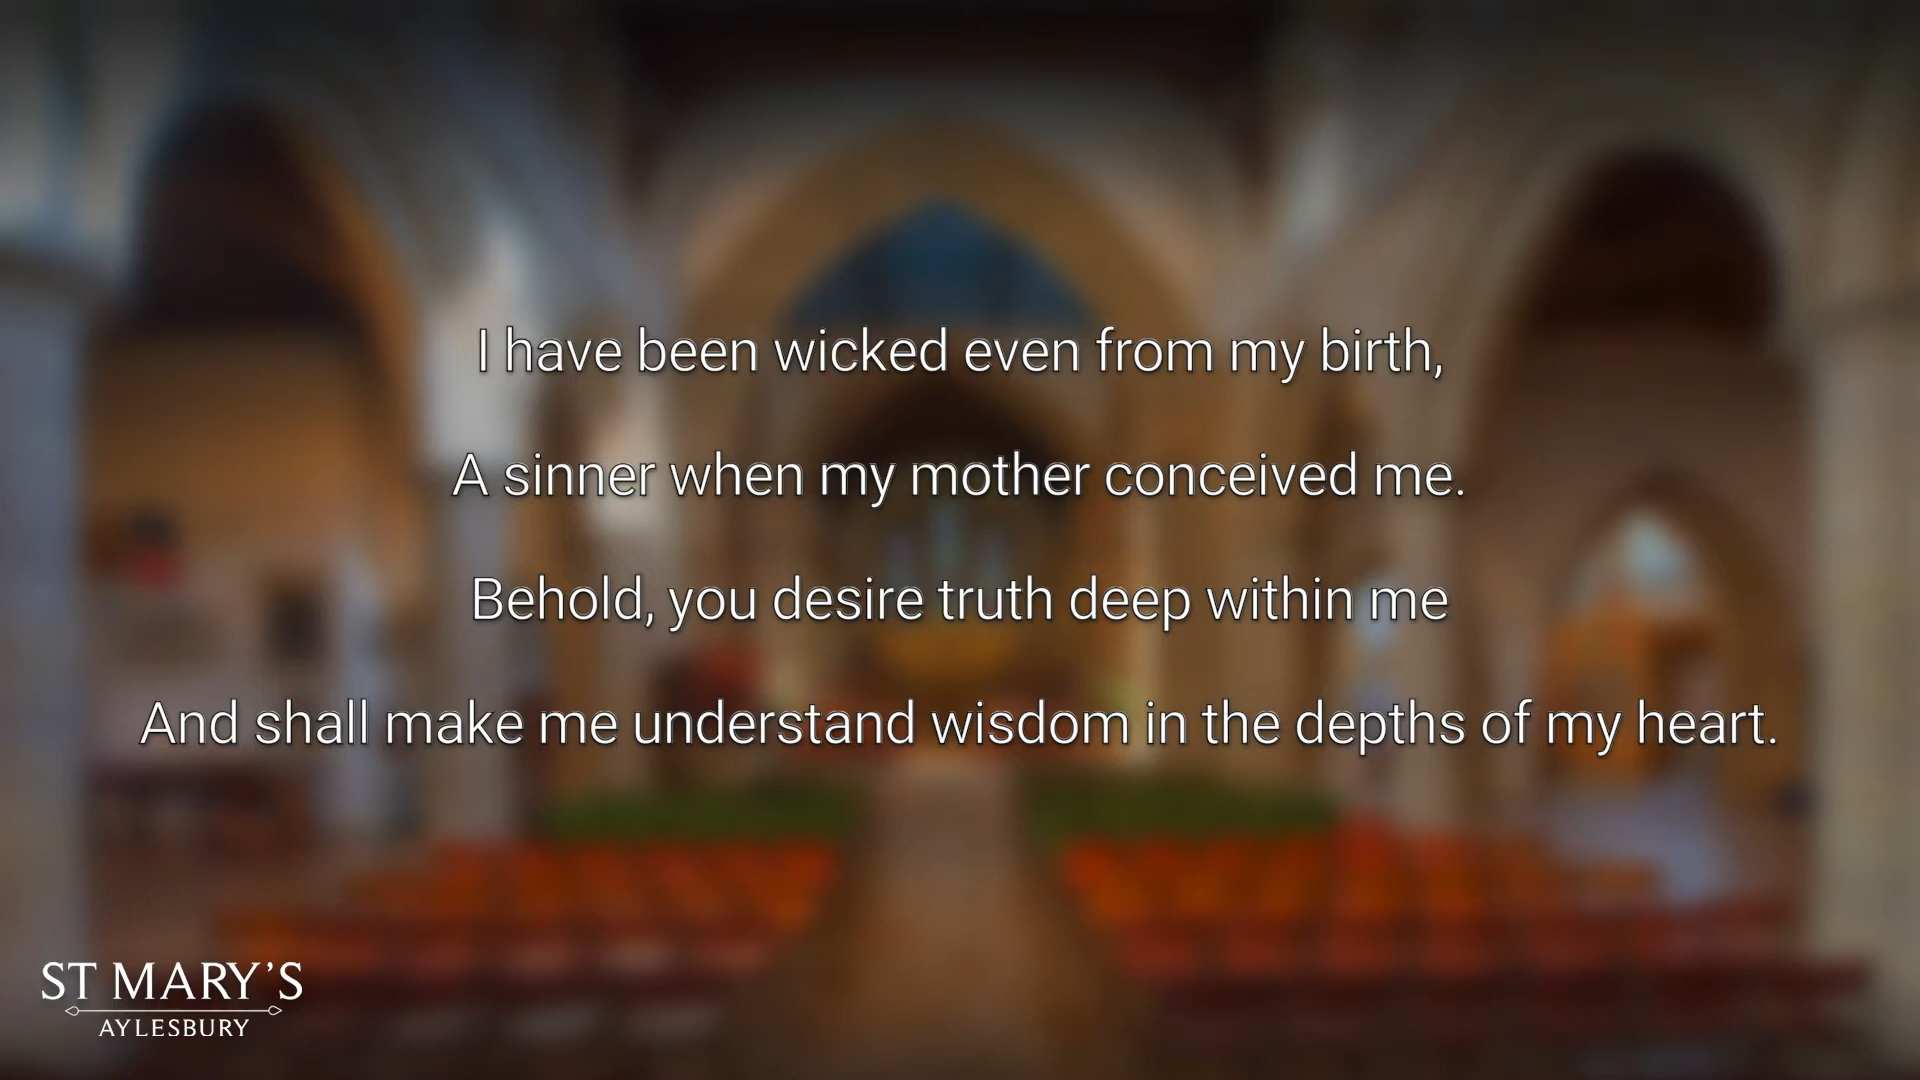 I have been wicked even from my birth,
A sinner when my mother conceived me.
Behold, you desire truth deep within me
And shall make me understand wisdom in the depths of my heart.
ST MARY'S
AYLESBURY